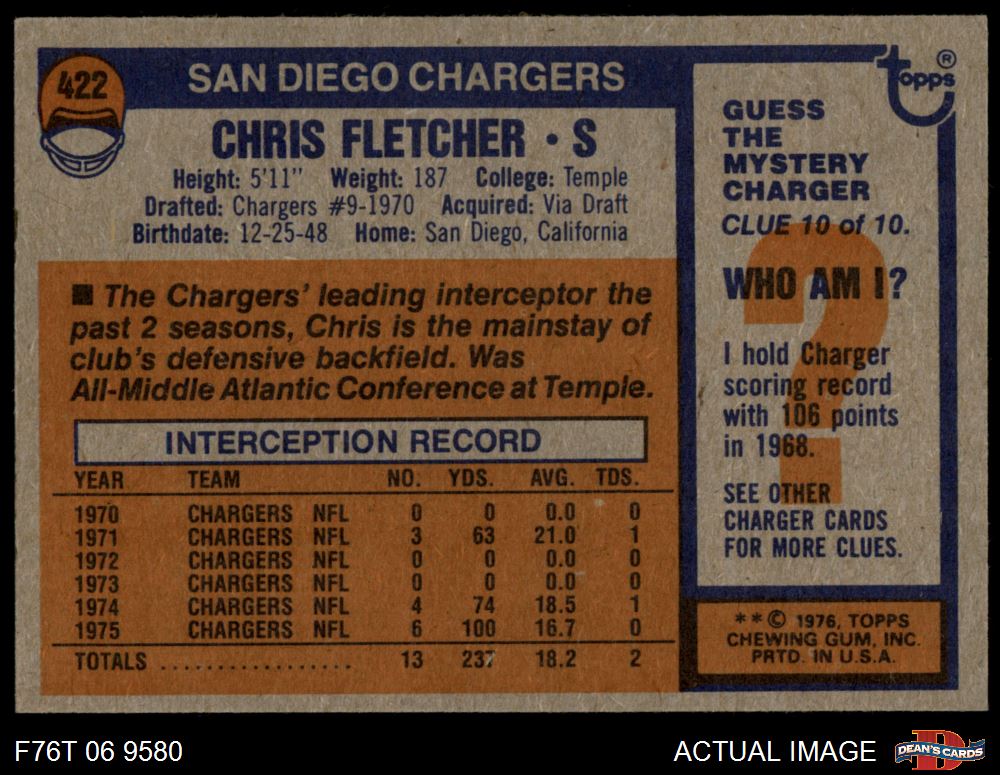 422
SAN DIEGO CHARGERS
CHRIS FLETCHER • S
Height: 5'11" Weight: 187 College: Temple
Drafted: Chargers #9-1970 Acquired: Via Draft
Birthdate: 12-25-48 Home: San Diego, California
■ The Chargers' leading interceptor the
past 2 seasons, Chris is the mainstay of
club's defensive backfield. Was
All-Middle Atlantic Conference at Temple.
INTERCEPTION RECORD
YEAR TEAM NO. YDS. AVG. TDS.
1970 CHARGERS NFL 0 0 0.0 0
1971 CHARGERS NFL 3 63 21.0 1
1972 CHARGERS NFL 0 0 0.0 0
1973 CHARGERS NFL 0 0 0.0 0
1974 CHARGERS NFL 4 74 18.5 1
1975 CHARGERS NFL 6 100 16.7 0
TOTALS .................. 13 237 18.2 2
topps ®
GUESS
THE
MYSTERY
CHARGER
CLUE 10 of 10.
WHO AM I?
?
I hold Charger
scoring record
with 106 points
in 1968.
SEE OTHER
CHARGER CARDS
FOR MORE CLUES.
**© 1976, TOPPS
CHEWING GUM, INC.
PRTD. IN U.S.A.
F76T 06 9580
ACTUAL IMAGE
D
DEAN'S CARDS